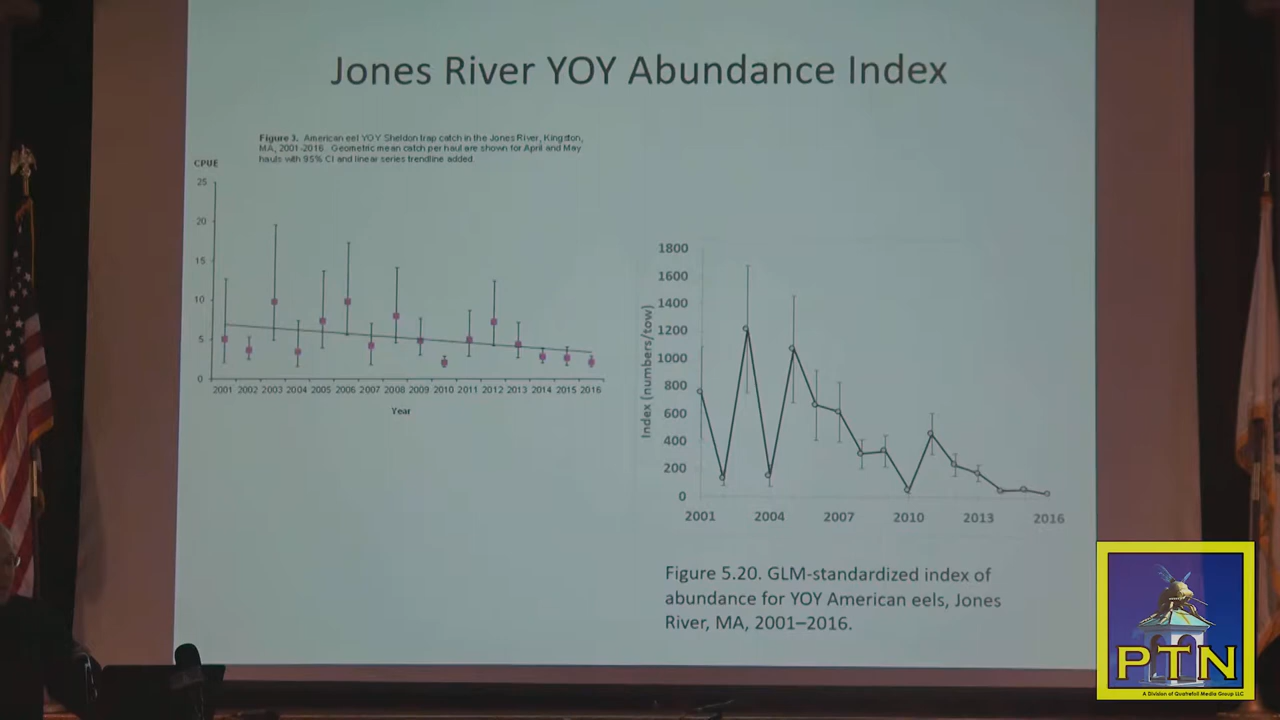 Jones River YOY Abundance Index
Figure 3. American eel YOY Sheldon trap catch in the Jones River, Kingston,
MA, 2001-2016. Geometric mean catch per haul are shown for April and May
hauls with 95% CI and linear series trendline added.
CPUE
25
20
15
10
5
0
2001 2002 2003 2004 2005 2006 2007 2008 2009 2010 2011 2012 2013 2014 2015 2016
Year
Index (numbers/tow)
1800
1600
1400
1200
1000
800
600
400
200
0
2001 2004 2007 2010 2013 2016
Figure 5.20. GLM-standardized index of
abundance for YOY American eels, Jones
River, MA, 2001–2016.
PTN
A Division of Quatrefoil Media Group LLC